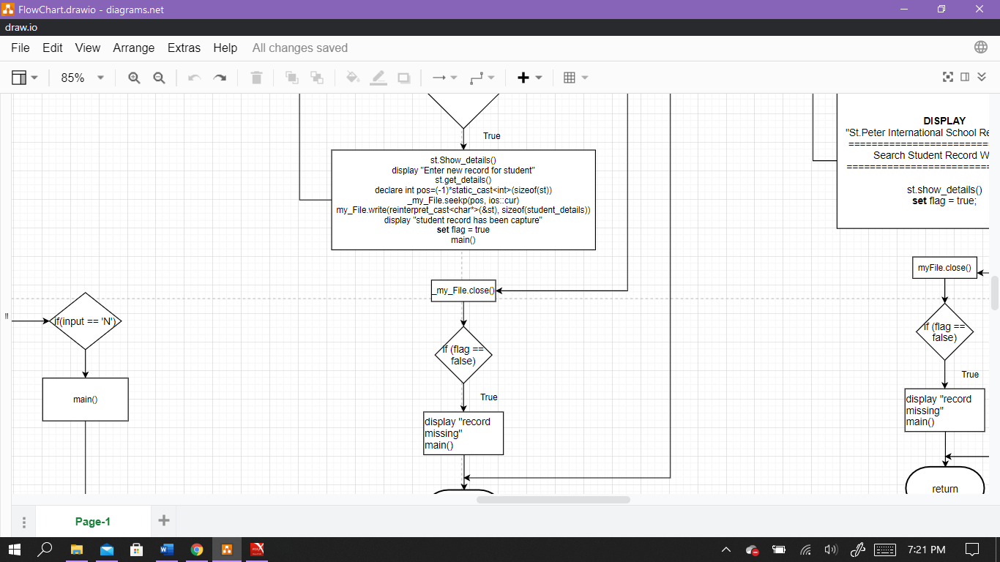 FlowChart.drawio - diagrams.net
draw.io
File Edit View Arrange Extras Help All changes saved
85%
True
st.Show_details()
display "Enter new record for student"
st.get_details()
declare int pos=(-1)*static_cast<int>(sizeof(st))
_my_File.seekp(pos, ios::cur)
my_File.write(reinterpret_cast<char*>(&st), sizeof(student_details))
display "student record has been capture"
set flag = true
main()
_my_File.close()
if (flag ==
false)
True
display "record
missing"
main()
if(input == 'N')
main()
DISPLAY
"St.Peter International School Re
==========================
Search Student Record W
==========================
st.show_details()
set flag = true;
myFile.close()
if (flag ==
false)
True
display "record
missing"
main()
return
Page-1
7:21 PM